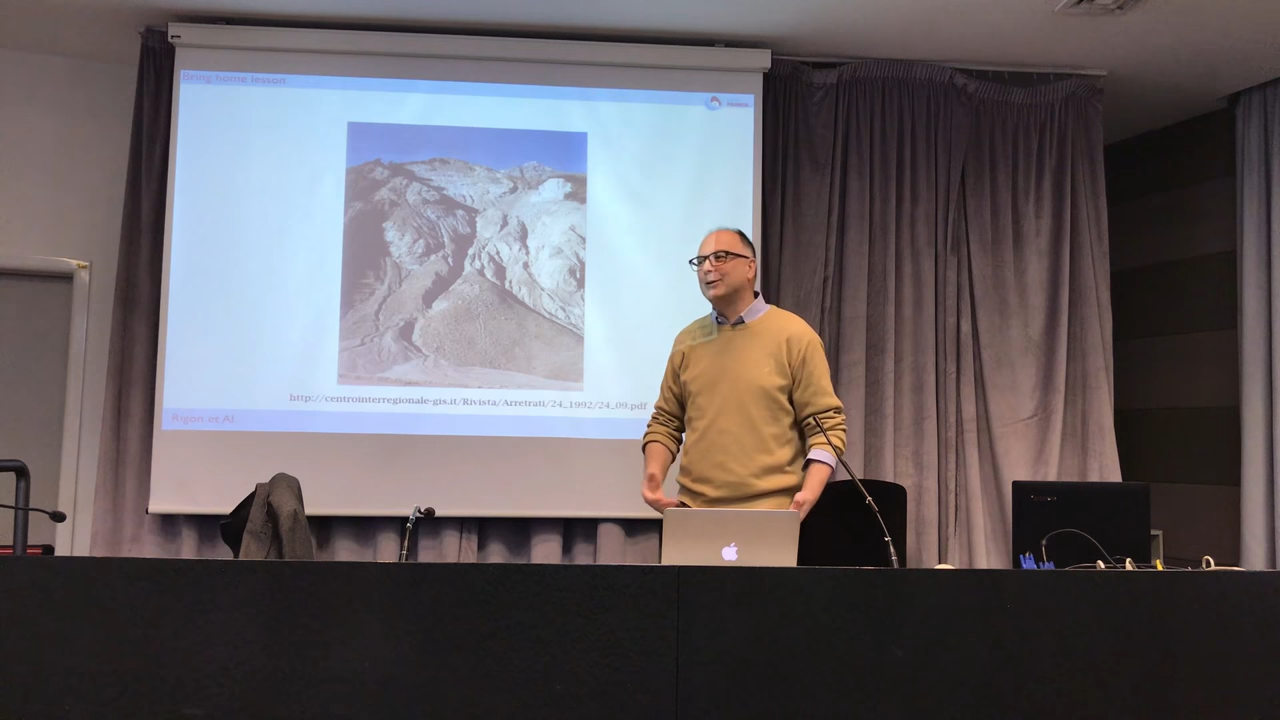 Bring home lesson
http://centrointerregionale-gis.it/Rivista/Arretrati/24_1992/24_09.pdf
Rigon et Al